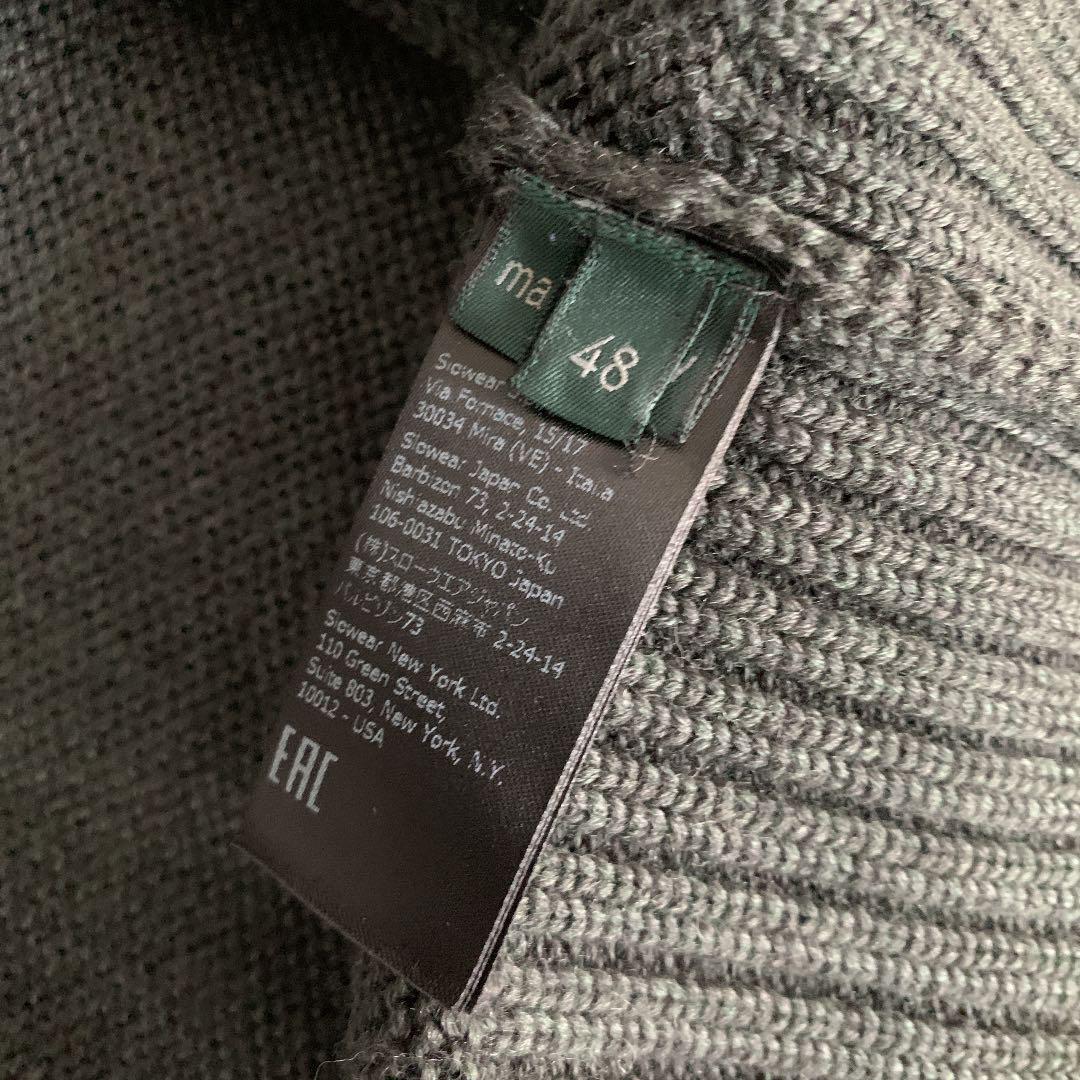 ma
48
Slowear
Via Fornace, 15/17
30034 Mira (VE) - Italia
Slowear Japan Co. Ltd
Barbizon 73, 2-24-14
Nishiazabu Minato-Ku
106-0031 TOKYO Japan
(株)スローウエアジャパン
東京都港区西麻布 2-24-14
バルビゾン73
Slowear New York Ltd.
110 Green Street,
Suite 803, New York, N.Y.
10012 - USA
EAC